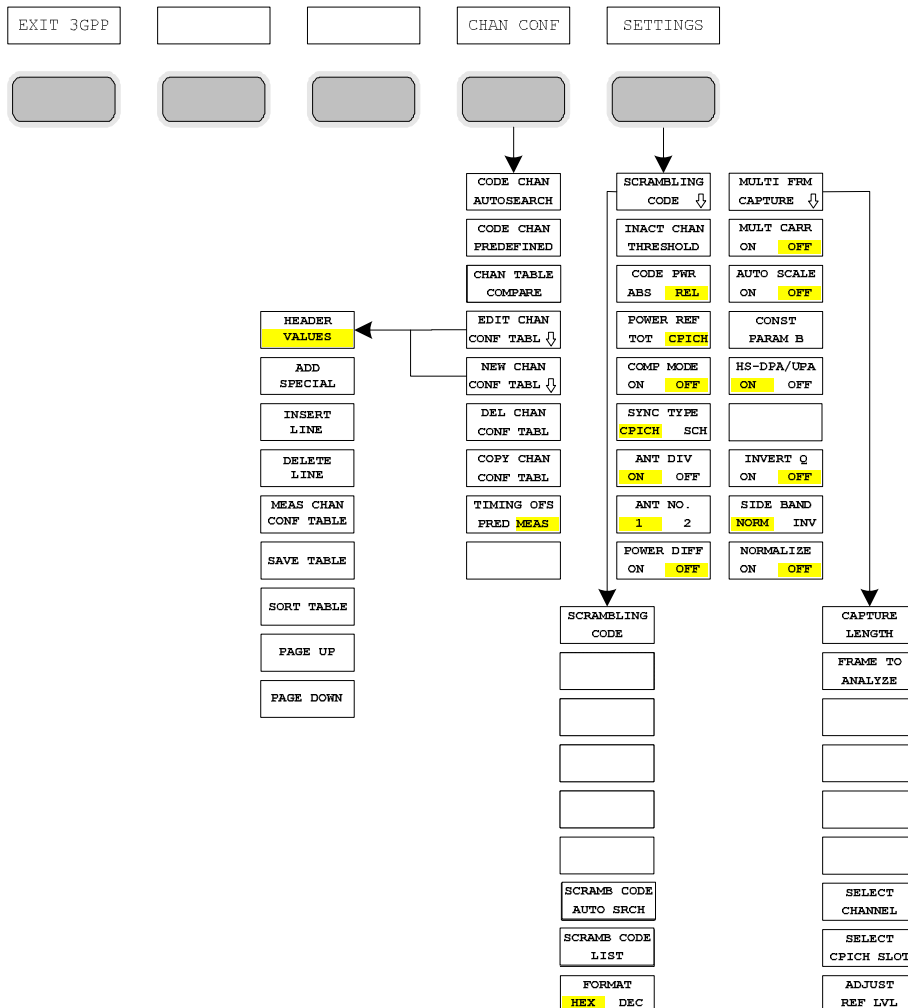 EXIT 3GPP
CHAN CONF
SETTINGS
CODE CHAN
AUTOSEARCH
CODE CHAN
PREDEFINED
CHAN TABLE
COMPARE
EDIT CHAN
CONF TABL
NEW CHAN
CONF TABL
DEL CHAN
CONF TABL
COPY CHAN
CONF TABL
TIMING OFS
PRED MEAS
HEADER
VALUES
ADD
SPECIAL
INSERT
LINE
DELETE
LINE
MEAS CHAN
CONF TABLE
SAVE TABLE
SORT TABLE
PAGE UP
PAGE DOWN
SCRAMBLING
CODE
INACT CHAN
THRESHOLD
CODE PWR
ABS REL
POWER REF
TOT CPICH
COMP MODE
ON OFF
SYNC TYPE
CPICH SCH
ANT DIV
ON OFF
ANT NO.
1 2
POWER DIFF
ON OFF
MULTI FRM
CAPTURE
MULT CARR
ON OFF
AUTO SCALE
ON OFF
CONST
PARAM B
HS-DPA/UPA
ON OFF
INVERT Q
ON OFF
SIDE BAND
NORM INV
NORMALIZE
ON OFF
SCRAMBLING
CODE
SCRAMB CODE
AUTO SRCH
SCRAMB CODE
LIST
FORMAT
HEX DEC
CAPTURE
LENGTH
FRAME TO
ANALYZE
SELECT
CHANNEL
SELECT
CPICH SLOT
ADJUST
REF LVL